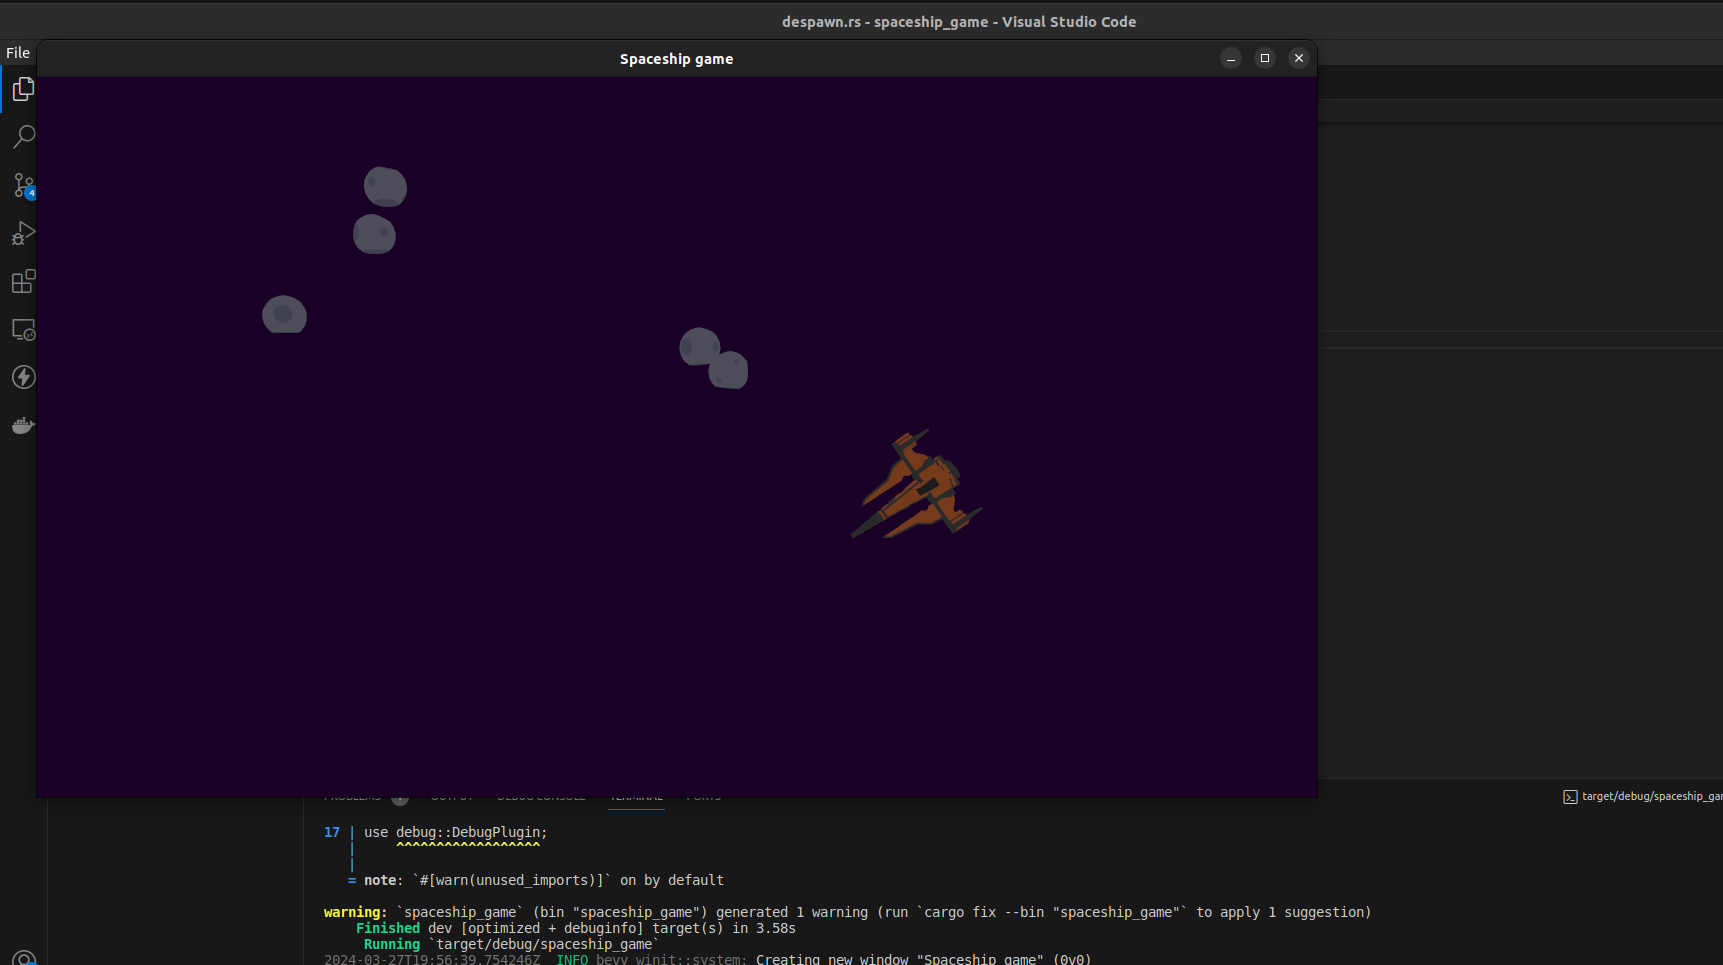 despawn.rs - spaceship_game - Visual Studio Code
File
Spaceship game
4
target/debug/spaceship_gar
17 | use debug::DebugPlugin;
| ^^^^^^^^^^^^^^^^^^
|
= note: `#[warn(unused_imports)]` on by default
warning: `spaceship_game` (bin "spaceship_game") generated 1 warning (run `cargo fix --bin "spaceship_game"` to apply 1 suggestion)
Finished dev [optimized + debuginfo] target(s) in 3.58s
Running `target/debug/spaceship_game`
2024-03-27T19:56:39.754246Z INFO bevy_winit::system: Creating new window "Spaceship game" (0v0)